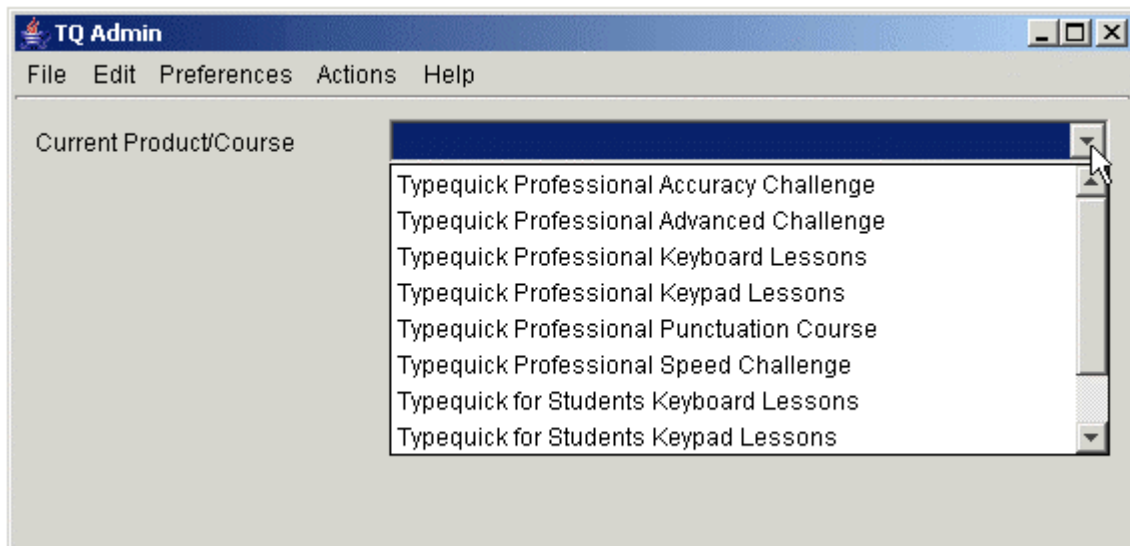 TQ Admin
File Edit Preferences Actions Help
Current Product/Course
Typequick Professional Accuracy Challenge
Typequick Professional Advanced Challenge
Typequick Professional Keyboard Lessons
Typequick Professional Keypad Lessons
Typequick Professional Punctuation Course
Typequick Professional Speed Challenge
Typequick for Students Keyboard Lessons
Typequick for Students Keypad Lessons